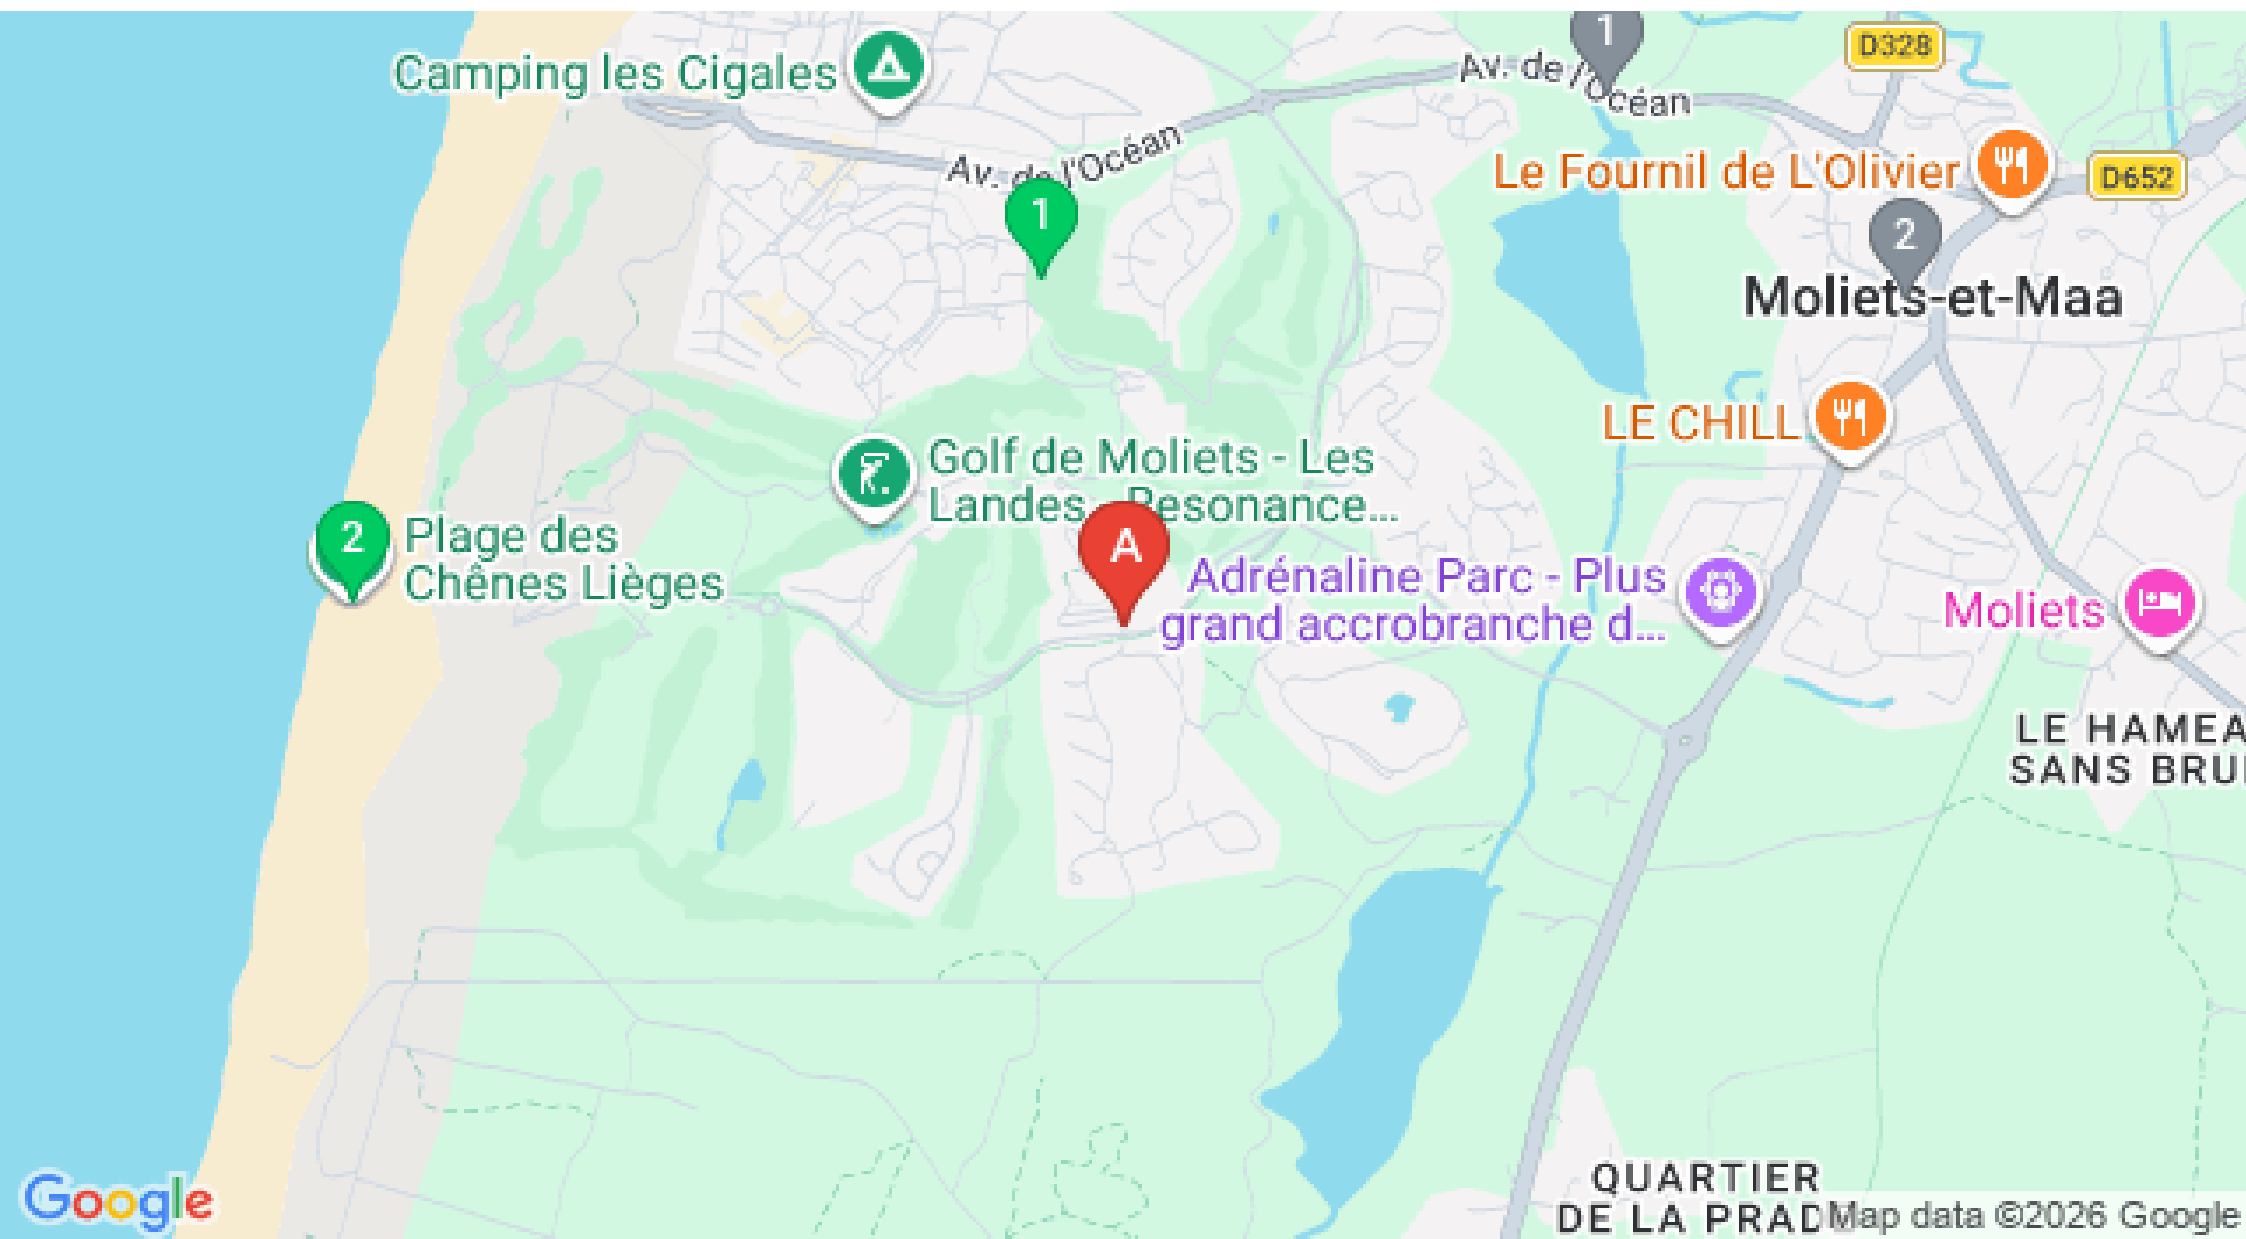 1
D328
Camping les Cigales
Av. de l'Océan
Av. de l'Océan
Le Fournil de L'Olivier
D652
1
2
Moliets-et-Maa
LE CHILL
Golf de Moliets - Les
Landes - Resonance...
2
Plage des
Chênes Lièges
A
Adrénaline Parc - Plus
grand accrobranche d...
Moliets
LE HAMEA
SANS BRU
QUARTIER
DE LA PRAD
Google
Map data ©2026 Google